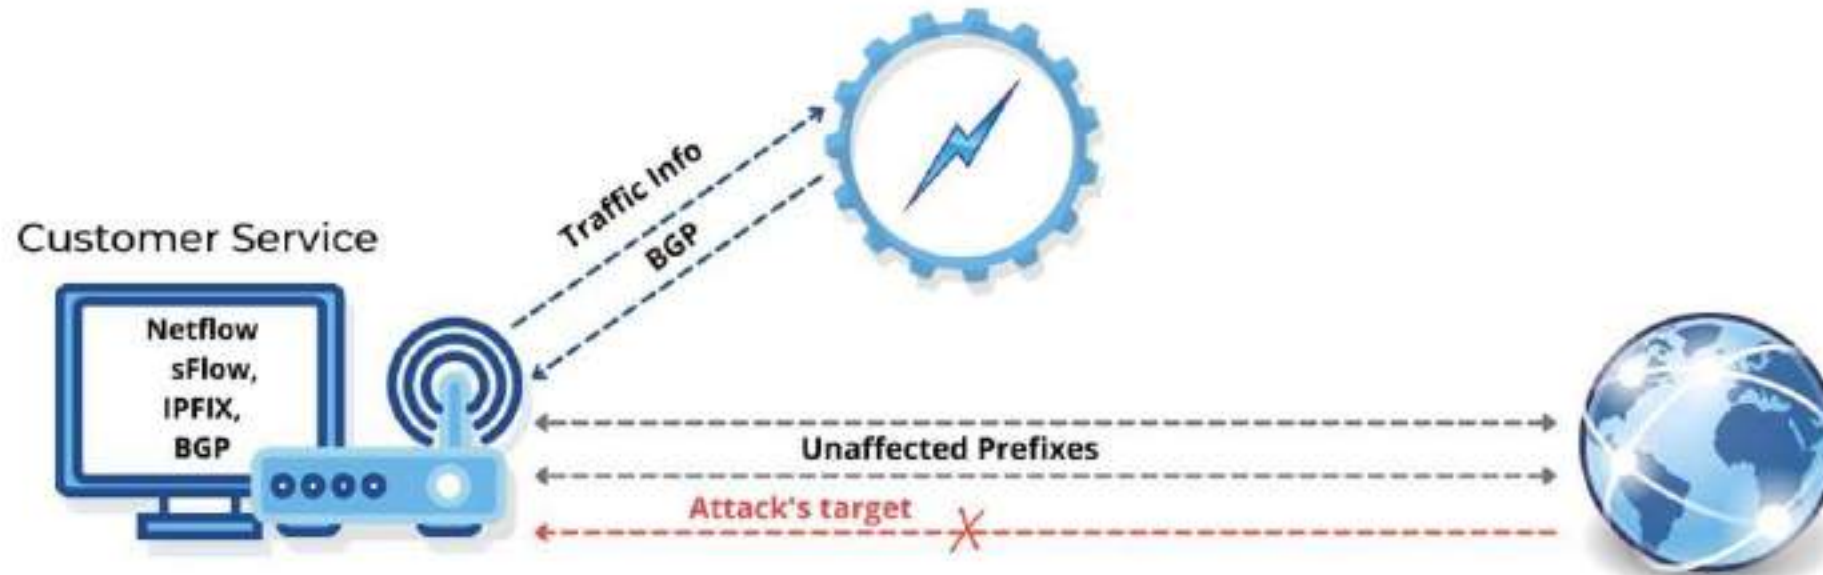 Traffic Info
BGP
Customer Service
Netflow
sFlow,
IPFIX,
BGP
Unaffected Prefixes
Attack's target